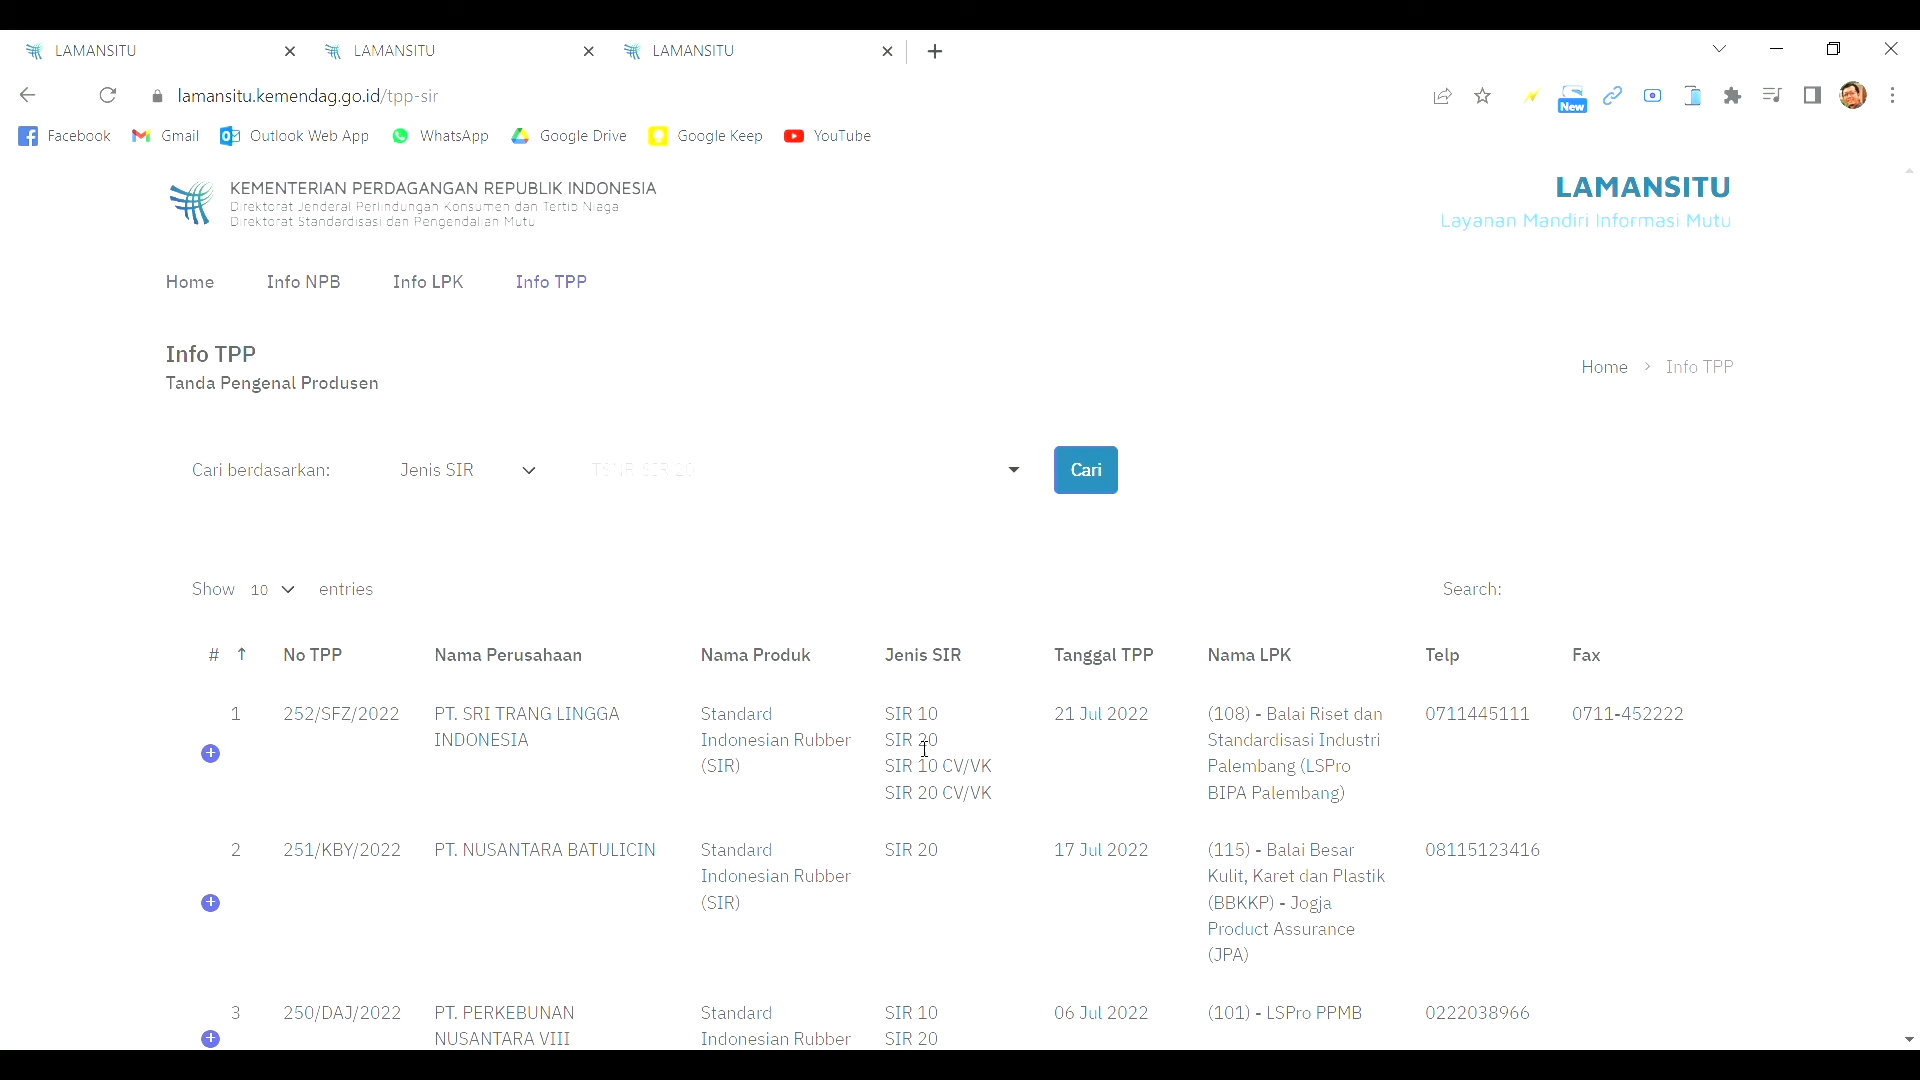 LAMANSITU
LAMANSITU
LAMANSITU
lamansitu.kemendag.go.id/tpp-sir
New
Facebook
Gmail
Outlook Web App
WhatsApp
Google Drive
Google Keep
YouTube
KEMENTERIAN PERDAGANGAN REPUBLIK INDONESIA
Direktorat Jenderal Perlindungan Konsumen dan Tertib Niaga
Direktorat Standardisasi dan Pengendalian Mutu
LAMANSITU
Layanan Mandiri Informasi Mutu
Home
Info NPB
Info LPK
Info TPP
Info TPP
Tanda Pengenal Produsen
Home > Info TPP
Cari berdasarkan:
Jenis SIR
Cari
Show 10 entries
Search:
# ↑ No TPP Nama Perusahaan Nama Produk Jenis SIR Tanggal TPP Nama LPK Telp Fax
1 252/SFZ/2022 PT. SRI TRANG LINGGA Standard SIR 10 21 Jul 2022 (108) - Balai Riset dan 0711445111 0711-452222
INDONESIA Indonesian Rubber SIR 20 Standardisasi Industri
(SIR) SIR 10 CV/VK Palembang (LSPro
SIR 20 CV/VK BIPA Palembang)
2 251/KBY/2022 PT. NUSANTARA BATULICIN Standard SIR 20 17 Jul 2022 (115) - Balai Besar 08115123416
Indonesian Rubber Kulit, Karet dan Plastik
(SIR) (BBKKP) - Jogja
Product Assurance
(JPA)
3 250/DAJ/2022 PT. PERKEBUNAN Standard SIR 10 06 Jul 2022 (101) - LSPro PPMB 0222038966
NUSANTARA VIII Indonesian Rubber SIR 20